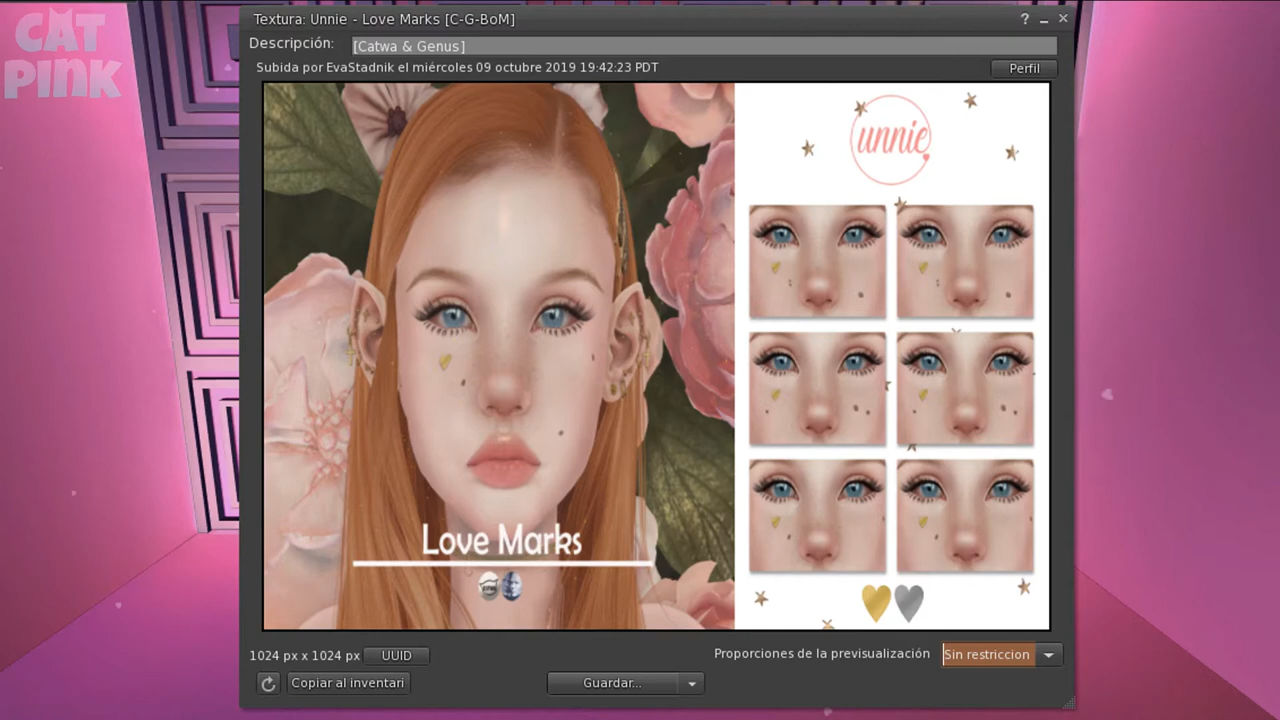 CAT
PINK
Textura: Unnie - Love Marks [C-G-BoM]
Descripción: [Catwa & Genus]
Subida por EvaStadnik el miércoles 09 octubre 2019 19:42:23 PDT
Perfil
unnie
Love Marks
1024 px x 1024 px
UUID
Proporciones de la previsualización
Sin restriccion
Copiar al inventari
Guardar...